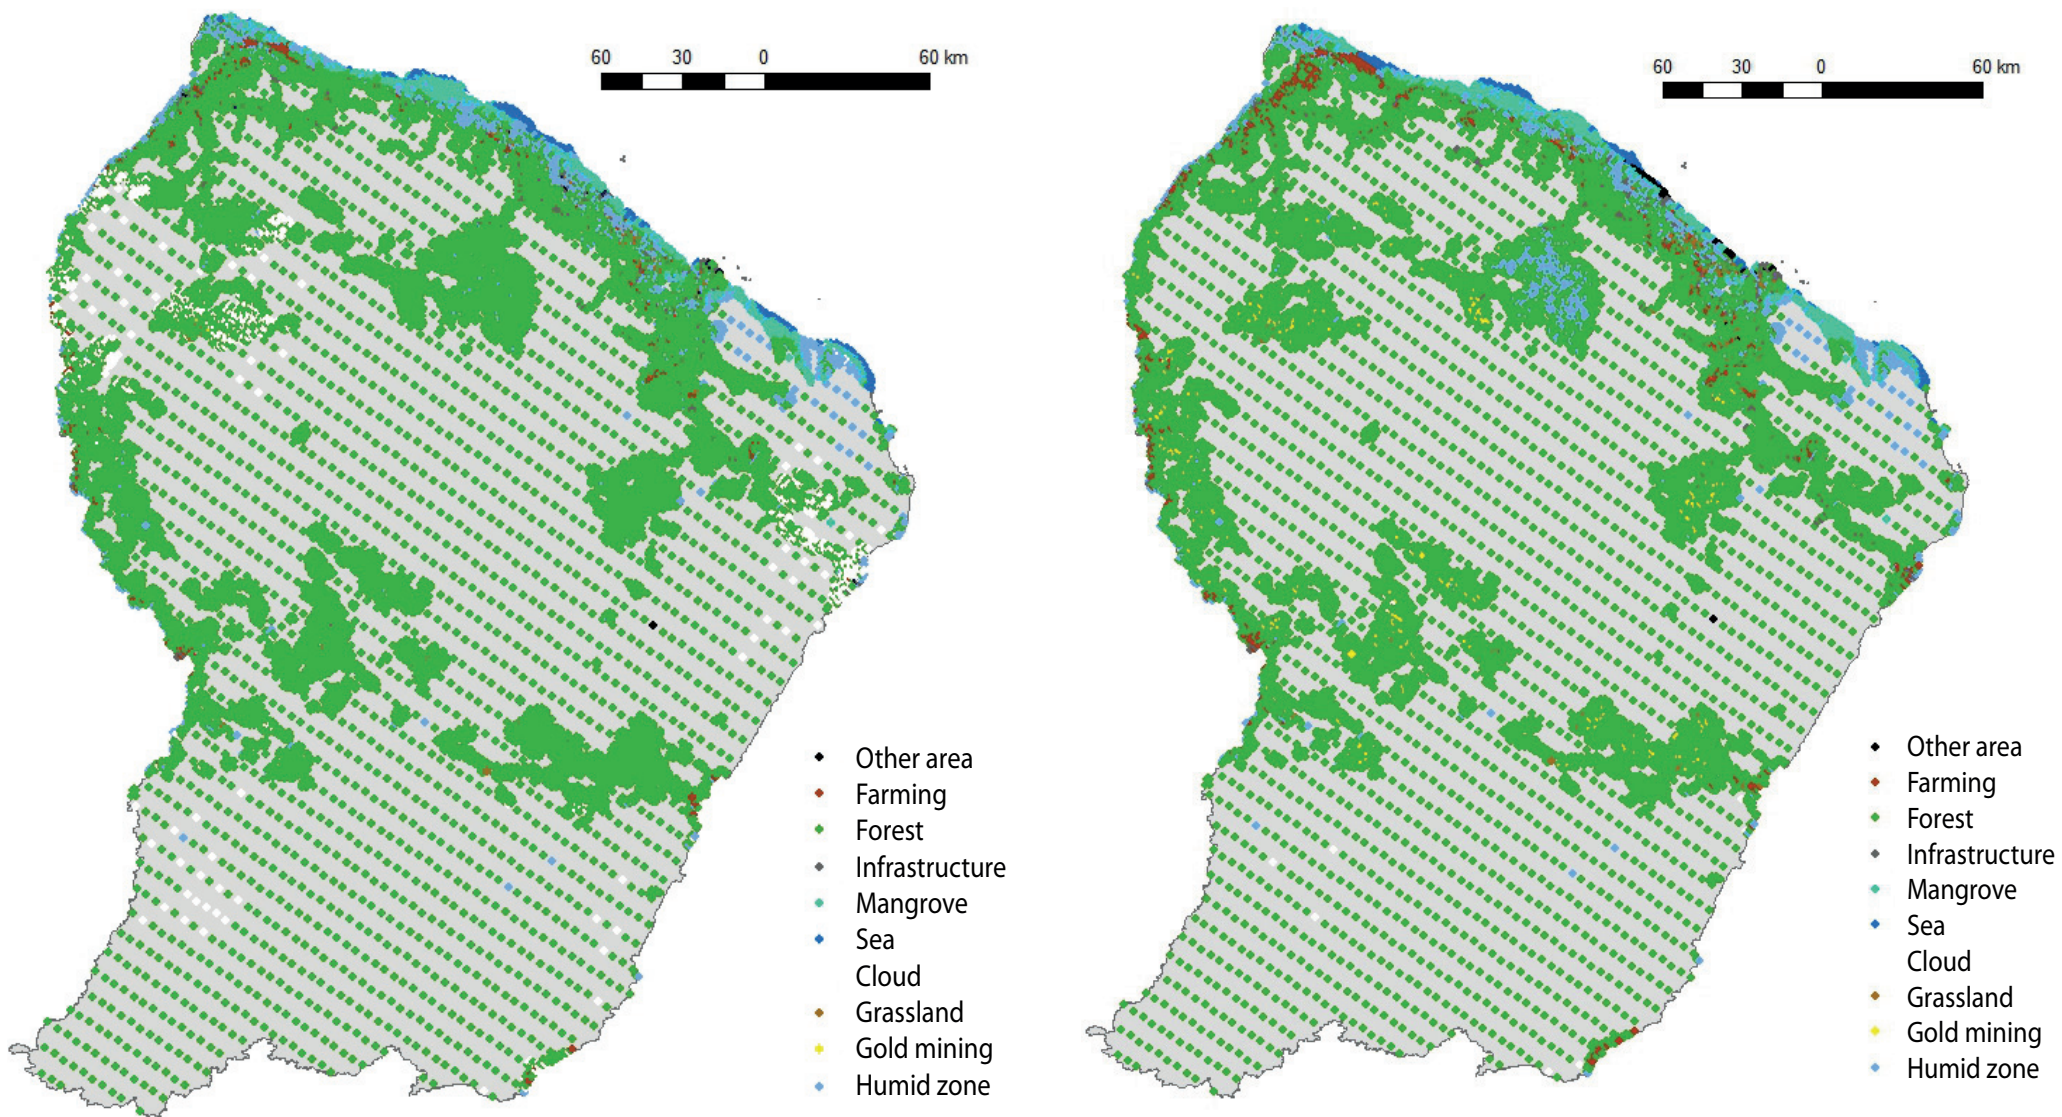 60 30 0 60 km
60 30 0 60 km
Other area
Farming
Forest
Infrastructure
Mangrove
Sea
Cloud
Grassland
Gold mining
Humid zone
Other area
Farming
Forest
Infrastructure
Mangrove
Sea
Cloud
Grassland
Gold mining
Humid zone